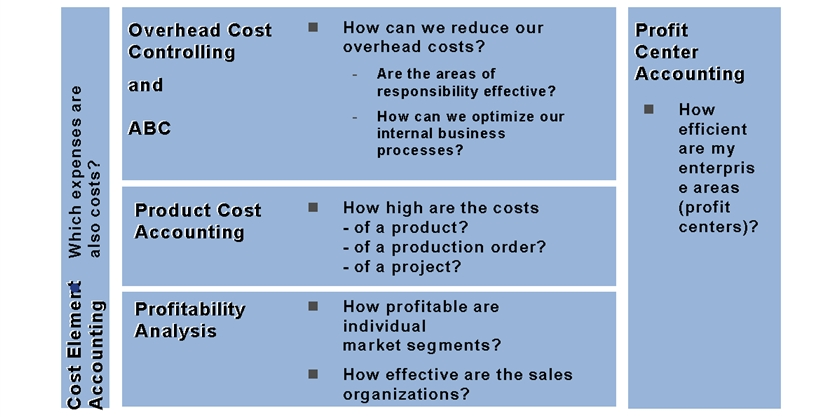 Cost Element
Accounting
Which expenses are
also costs?
Overhead Cost
Controlling
and
ABC
■ How can we reduce our
overhead costs?
- Are the areas of
responsibility effective?
- How can we optimize our
internal business
processes?
Product Cost
Accounting
■ How high are the costs
- of a product?
- of a production order?
- of a project?
Profitability
Analysis
■ How profitable are
individual
market segments?
■ How effective are the sales
organizations?
Profit
Center
Accounting
■ How
efficient
are my
enterpris
e areas
(profit
centers)?